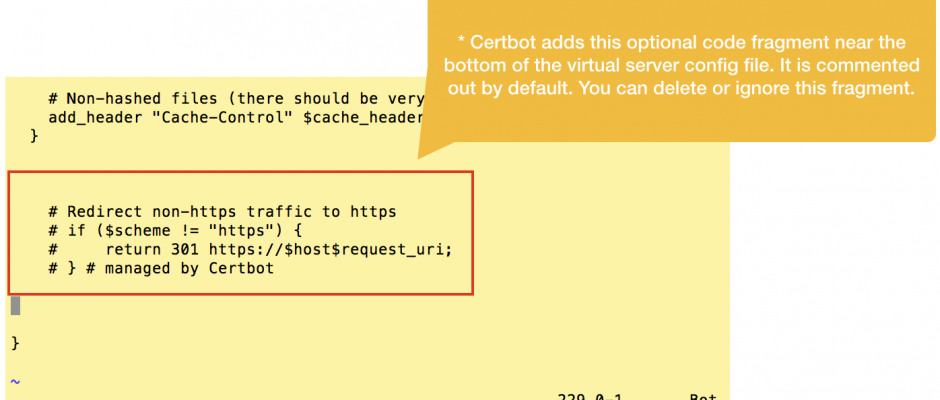 * Certbot adds this optional code fragment near the
bottom of the virtual server config file. It is commented
out by default. You can delete or ignore this fragment.
# Non-hashed files (there should be very
add_header "Cache-Control" $cache_header
}
# Redirect non-https traffic to https
# if ($scheme != "https") {
#     return 301 https://$host$request_uri;
# } # managed by Certbot
}
~
229,0-1 Bot